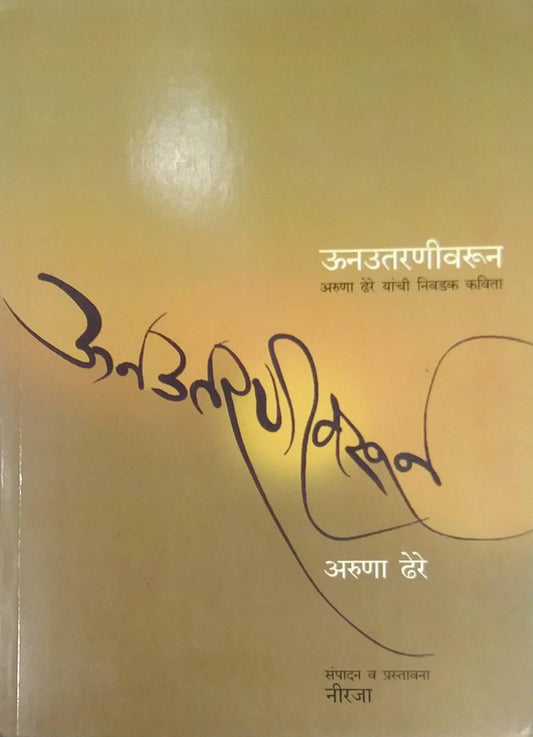 ऊनउतरणीवरून
अरुणा ढेरे यांची निवडक कविता
ऊनउतरणीवरून
अरुणा ढेरे
संपादन व प्रस्तावना
नीरजा